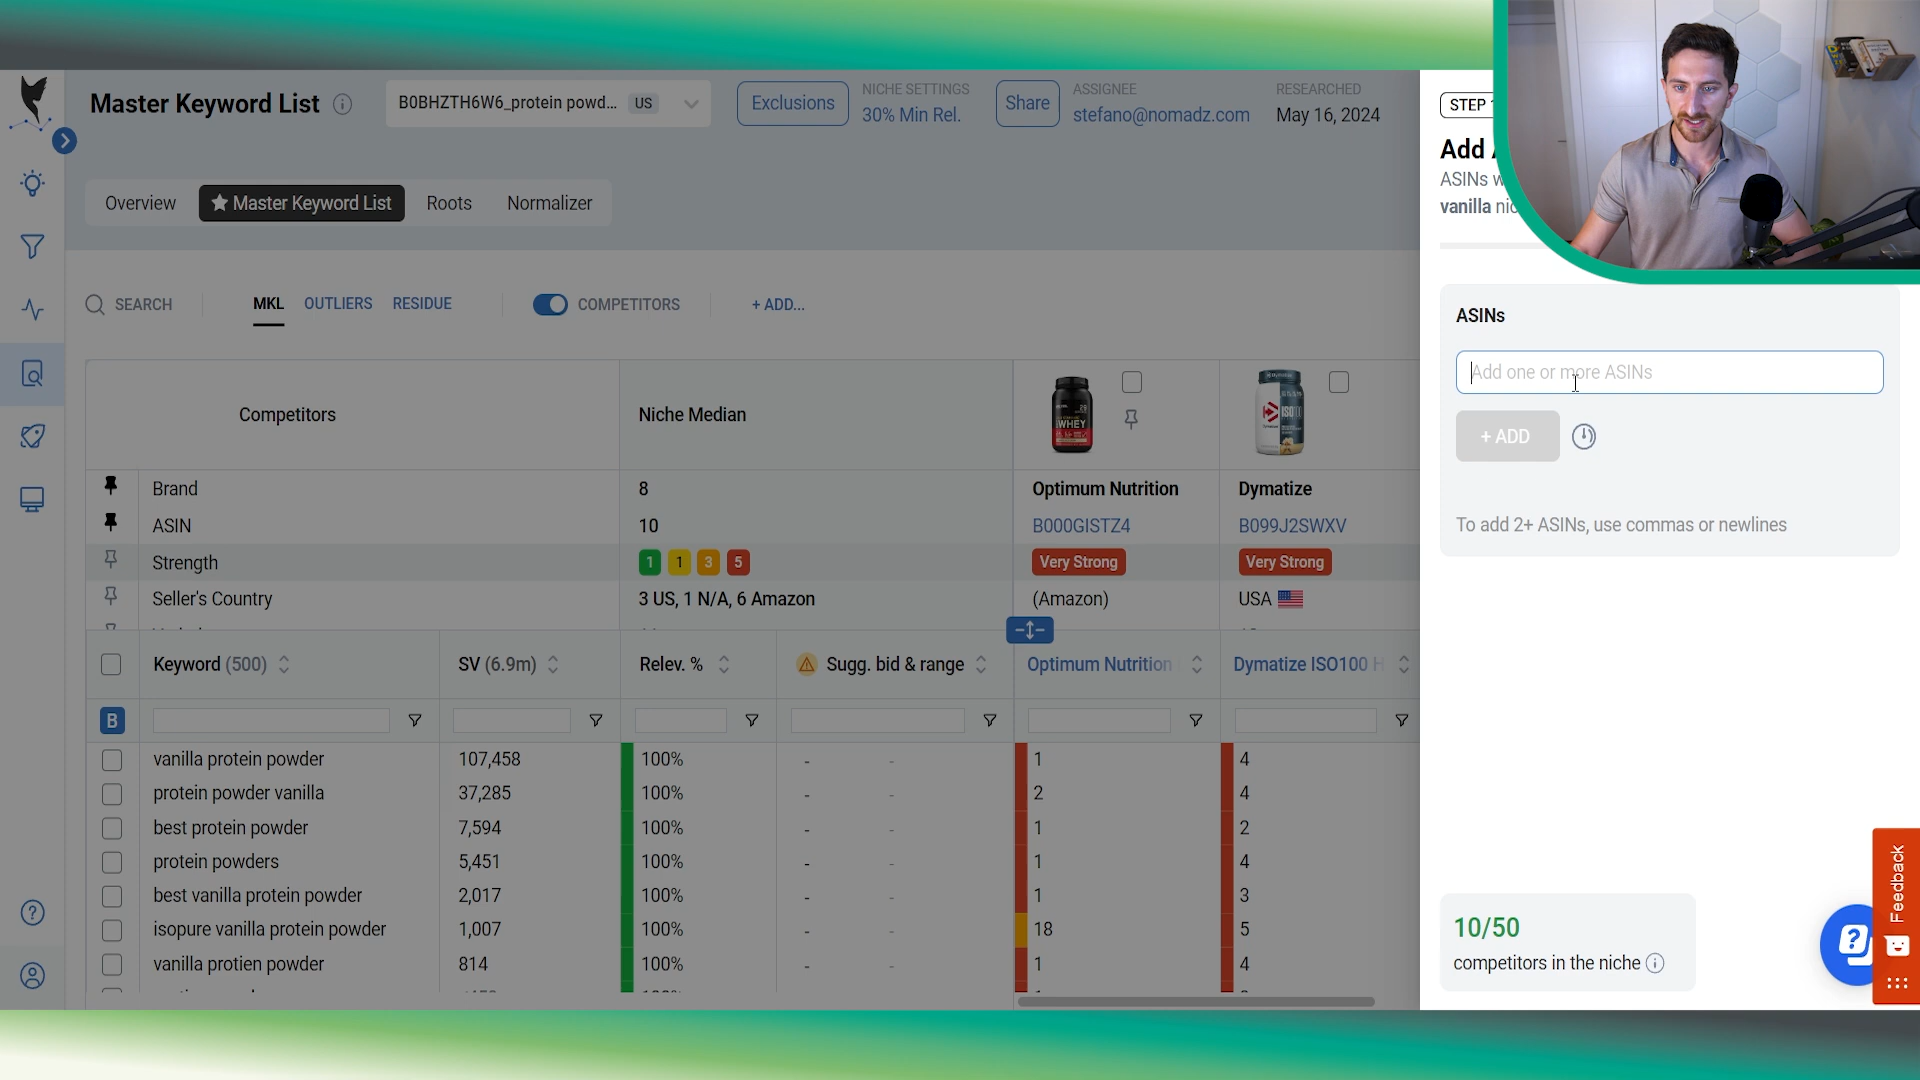 Master Keyword List
B0BHZTH6W6_protein powd... US
Exclusions
NICHE SETTINGS
30% Min Rel.
Share
ASSIGNEE
stefano@nomadz.com
RESEARCHED
May 16, 2024
Overview
Master Keyword List
Roots
Normalizer
SEARCH
MKL
OUTLIERS
RESIDUE
COMPETITORS
+ ADD...
Competitors
Niche Median
WHEY
ISO
Brand
8
Optimum Nutrition
Dymatize
ASIN
10
B000GISTZ4
B099J2SWXV
Strength
1 1 3 5
Very Strong
Very Strong
Seller's Country
3 US, 1 N/A, 6 Amazon
(Amazon)
USA
Keyword (500)
SV (6.9m)
Relev. %
Sugg. bid & range
Optimum Nutrition
Dymatize ISO100 H
B
vanilla protein powder 107,458 100% - - 1 4
protein powder vanilla 37,285 100% - - 2 4
best protein powder 7,594 100% - - 1 2
protein powders 5,451 100% - - 1 4
best vanilla protein powder 2,017 100% - - 1 3
isopure vanilla protein powder 1,007 100% - - 18 5
vanilla protien powder 814 100% - - 1 4
STEP
Add
ASINs
vanilla
ASINs
Add one or more ASINs
+ ADD
To add 2+ ASINs, use commas or newlines
10/50
competitors in the niche
Feedback